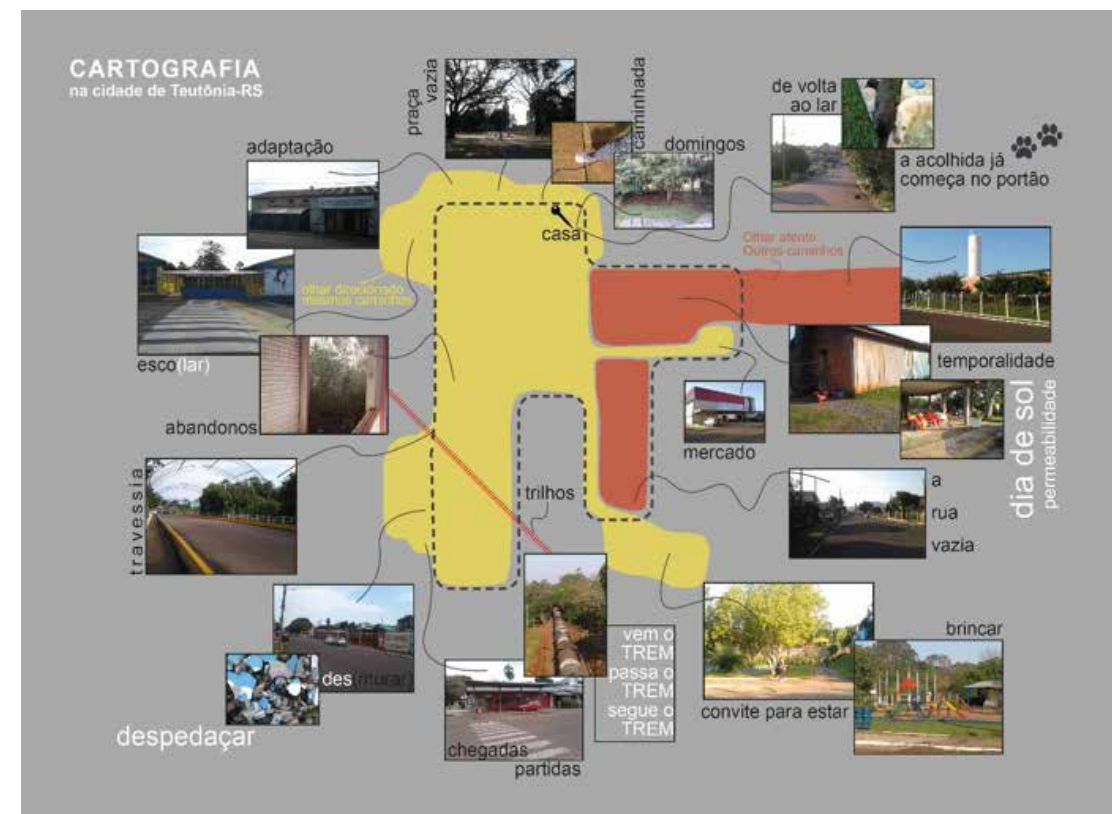 CARTOGRAFIA
na cidade de Teutônia-RS
praça
vazia
caminhada
de volta
ao lar
adaptação
domingos
a acolhida já
começa no portão
casa
Olhar atento
Outros caminhos
olhar direcionado
mesmos caminhos
esco(lar)
temporalidade
abandonos
mercado
dia de sol
permeabilidade
travessia
trilhos
a
rua
vazia
vem o
TREM
passa o
TREM
segue o
TREM
brincar
des(murar)
convite para estar
despedaçar
chegadas
partidas